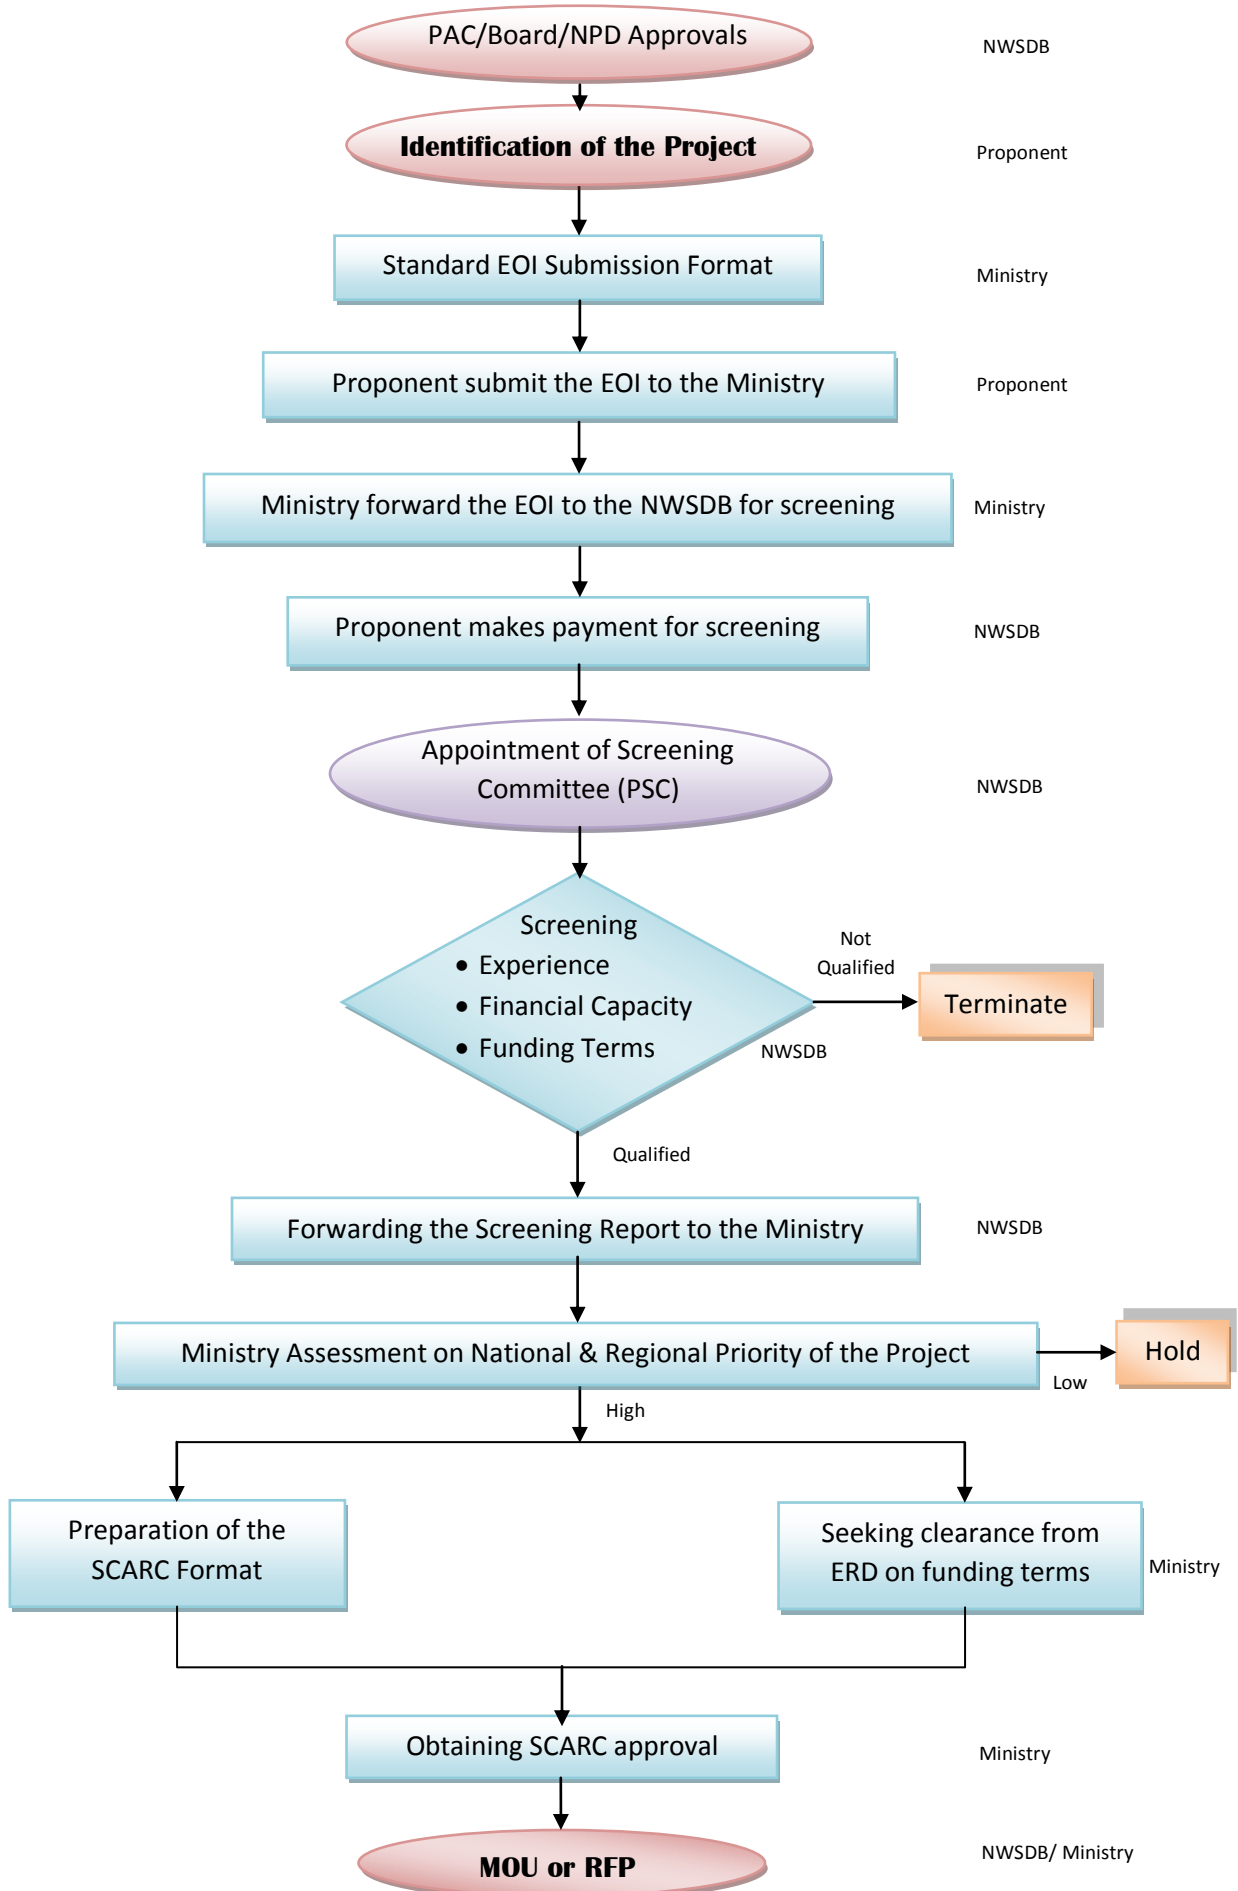 PAC/Board/NPD Approvals
NWSDB
Identification of the Project
Proponent
Standard EOI Submission Format
Ministry
Proponent submit the EOI to the Ministry
Proponent
Ministry forward the EOI to the NWSDB for screening
Ministry
Proponent makes payment for screening
NWSDB
Appointment of Screening
Committee (PSC)
NWSDB
Screening
• Experience
• Financial Capacity
• Funding Terms
NWSDB
Not
Qualified
Terminate
Qualified
Forwarding the Screening Report to the Ministry
NWSDB
Ministry Assessment on National & Regional Priority of the Project
Low
Hold
High
Preparation of the
SCARC Format
Seeking clearance from
ERD on funding terms
Ministry
Obtaining SCARC approval
Ministry
MOU or RFP
NWSDB/ Ministry